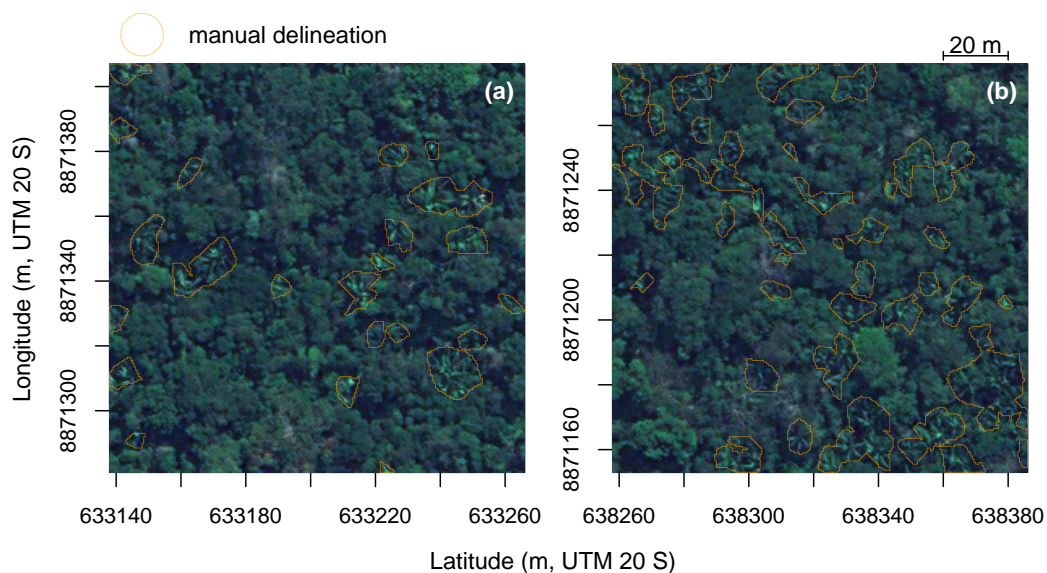 manual delineation
20 m
(a)
(b)
Longitude (m, UTM 20 S)
8871380
8871340
8871300
8871240
8871200
8871160
633140
633180
633220
633260
638260
638300
638340
638380
Latitude (m, UTM 20 S)